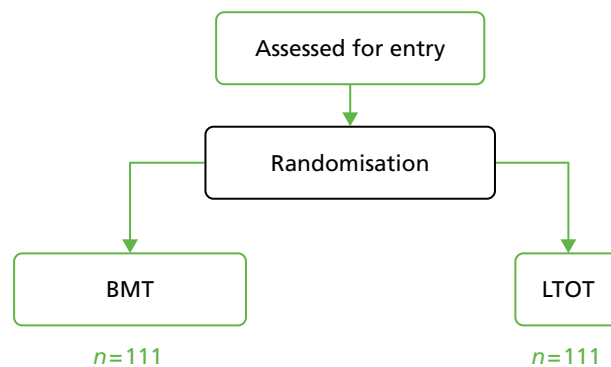 Assessed for entry
Randomisation
BMT
LTOT
n=111
n=111